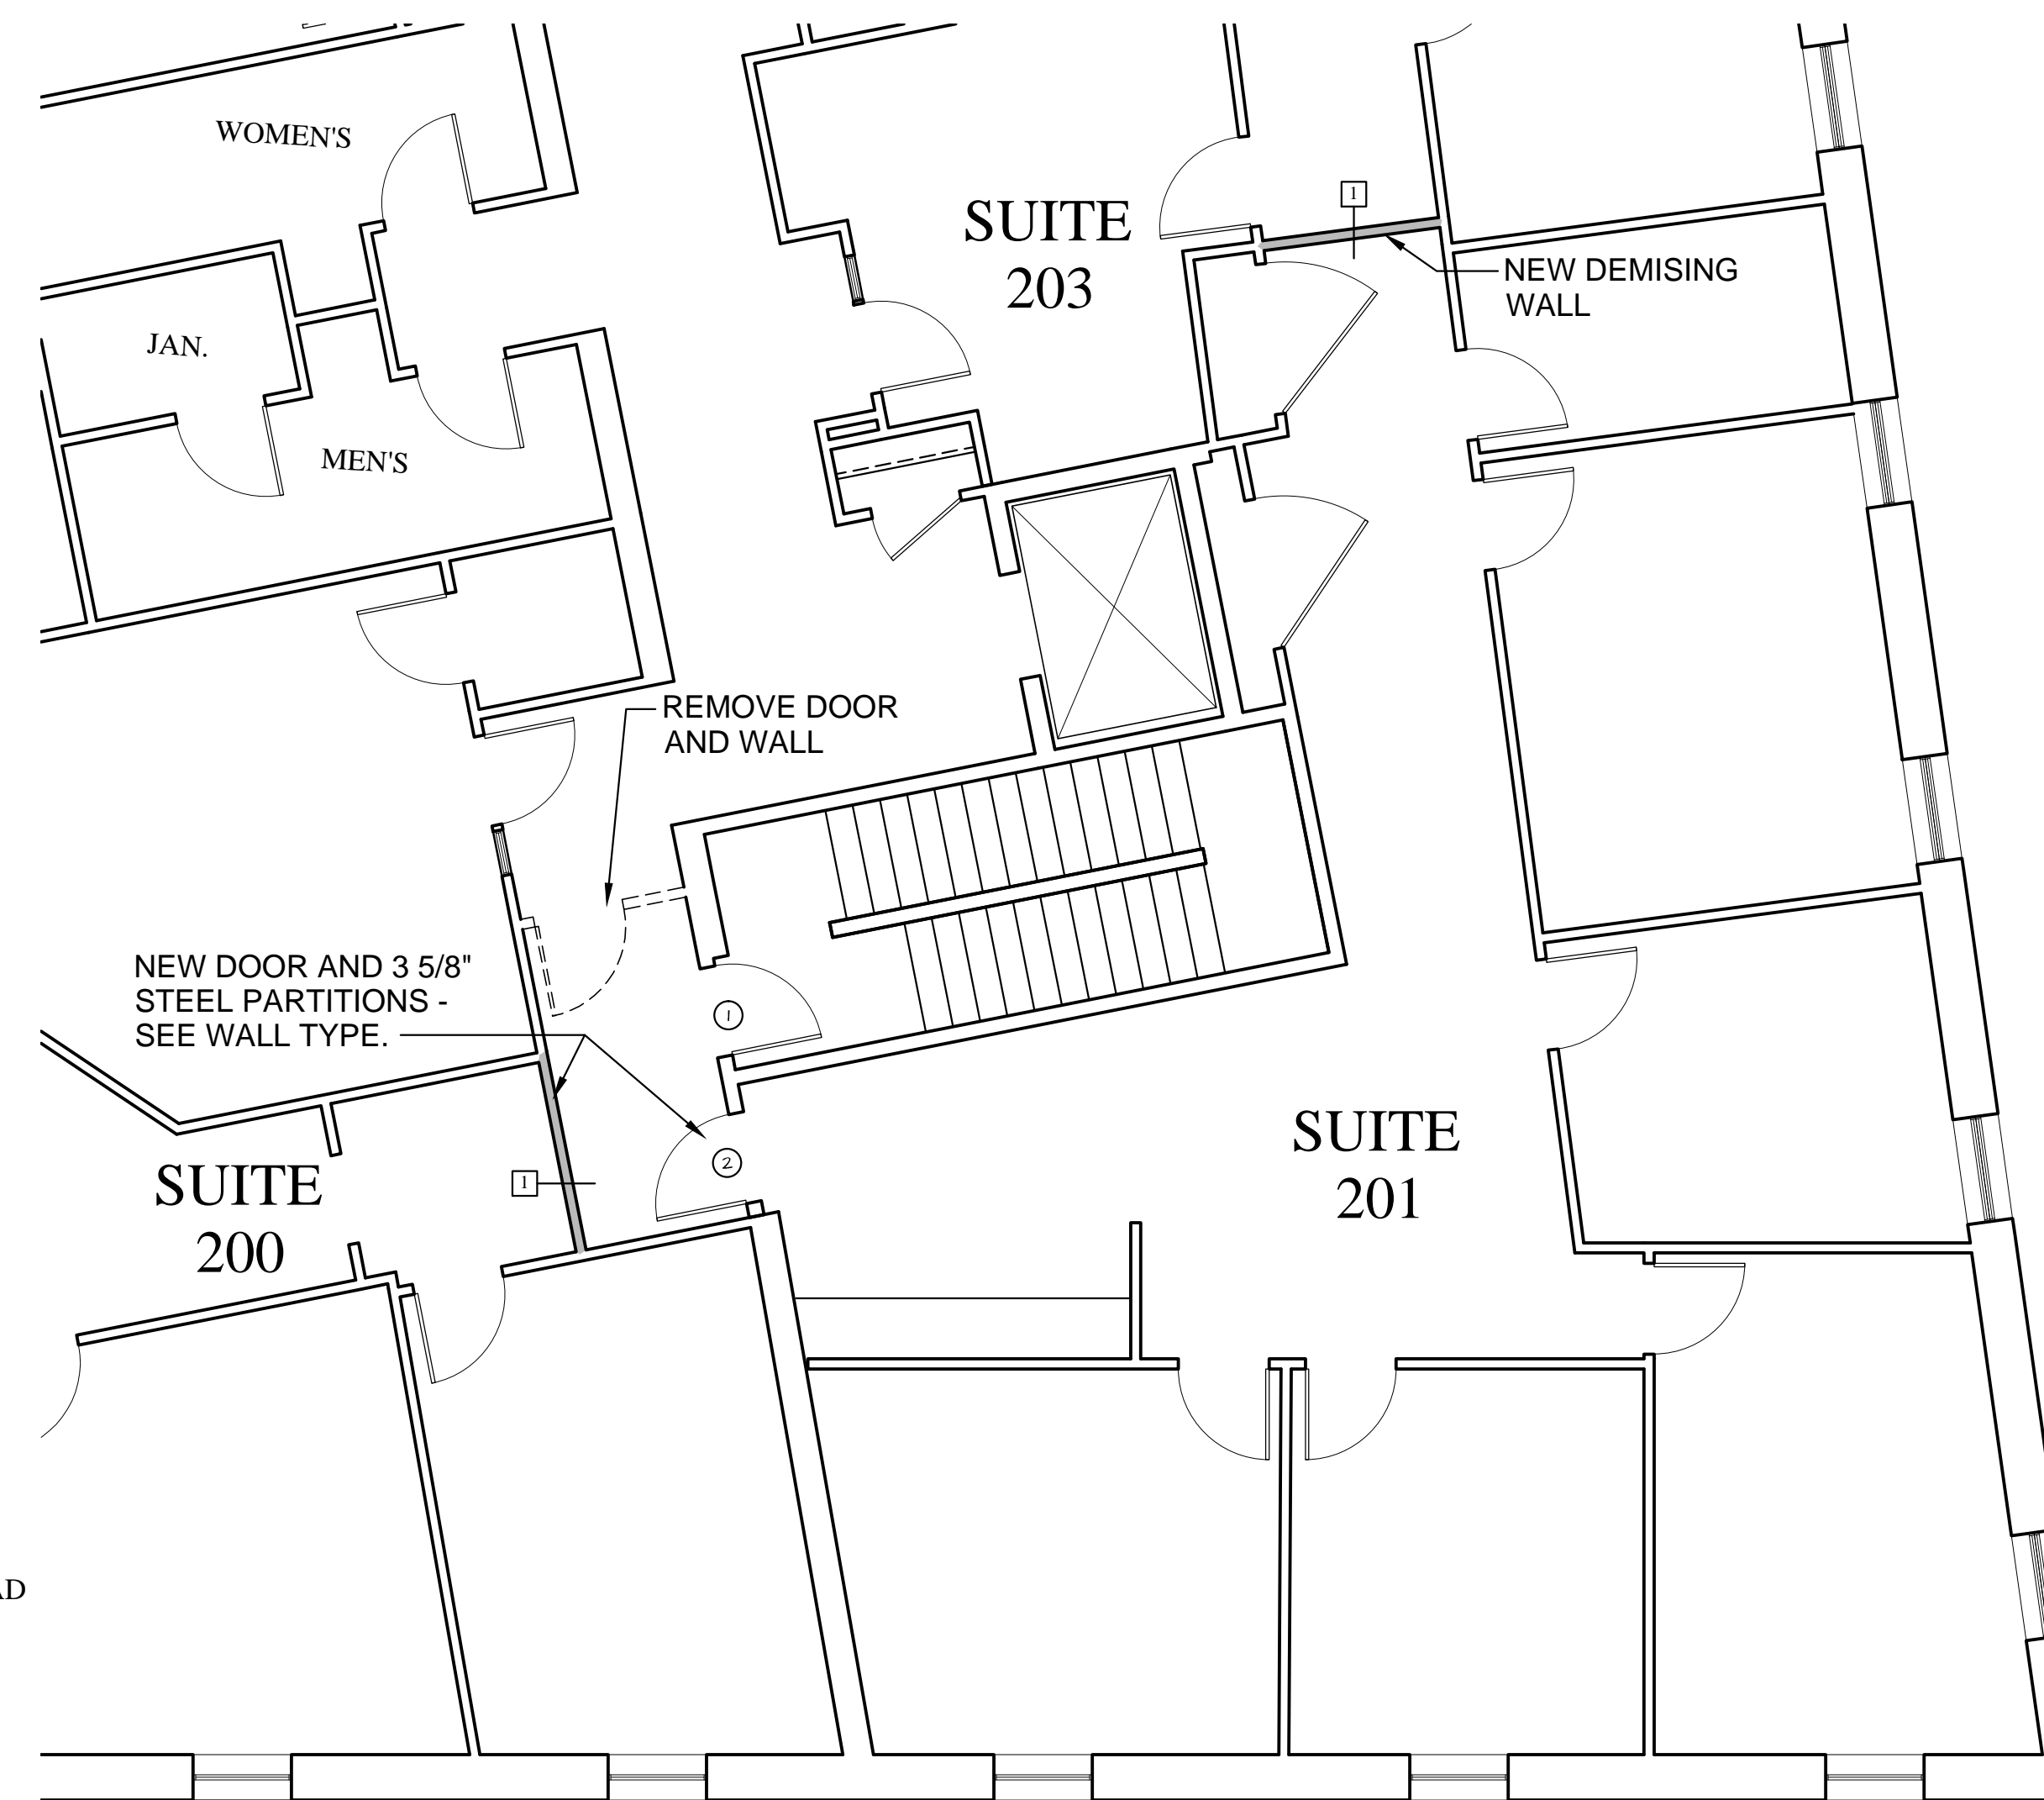 WOMEN'S
1
SUITE
203
NEW DEMISING
WALL
JAN.
MEN'S
REMOVE DOOR
AND WALL
NEW DOOR AND 3 5/8"
STEEL PARTITIONS -
SEE WALL TYPE.
1
SUITE
201
2
1
SUITE
200
AD